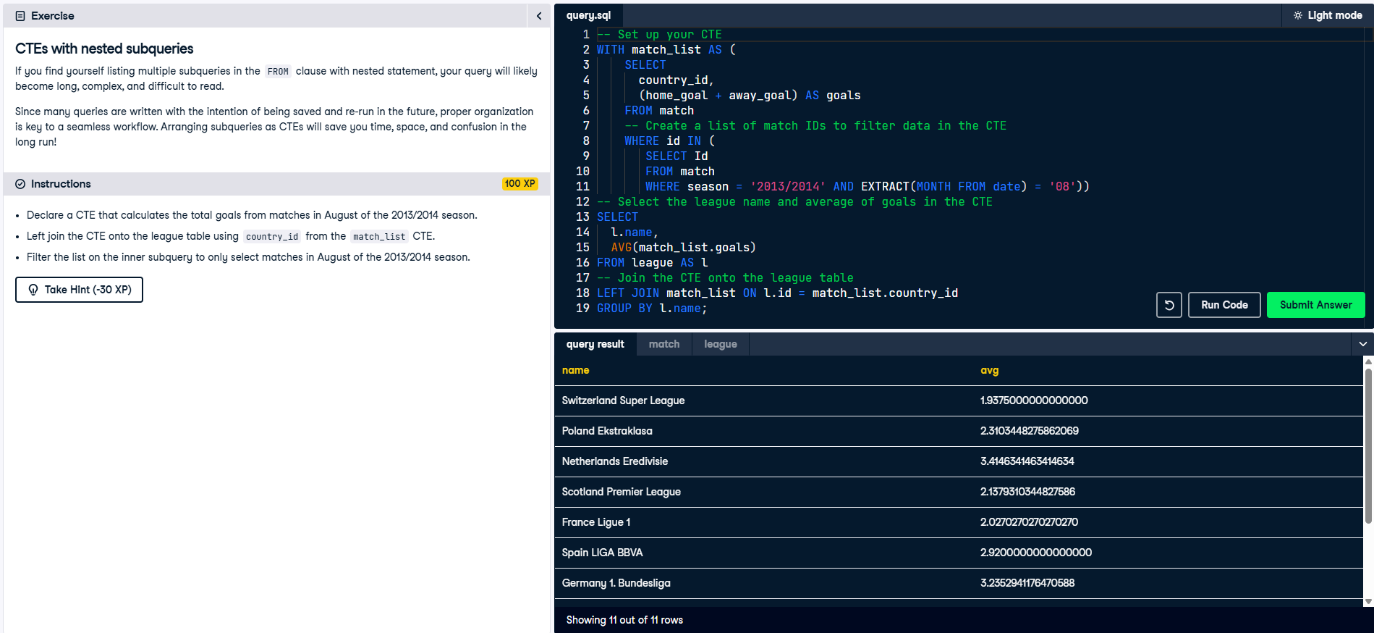 Exercise
CTEs with nested subqueries
If you find yourself listing multiple subqueries in the FROM clause with nested statement, your query will likely
become long, complex, and difficult to read.
Since many queries are written with the intention of being saved and re-run in the future, proper organization
is key to a seamless workflow. Arranging subqueries as CTEs will save you time, space, and confusion in the
long run!
Instructions
100 XP
Declare a CTE that calculates the total goals from matches in August of the 2013/2014 season.
Left join the CTE onto the league table using country_id from the match_list CTE.
Filter the list on the inner subquery to only select matches in August of the 2013/2014 season.
Take Hint (-30 XP)
query.sql
Light mode
1 -- Set up your CTE
2 WITH match_list AS (
3 SELECT
4 country_id,
5 (home_goal + away_goal) AS goals
6 FROM match
7 -- Create a list of match IDs to filter data in the CTE
8 WHERE id IN (
9 SELECT Id
10 FROM match
11 WHERE season = '2013/2014' AND EXTRACT(MONTH FROM date) = '08'))
12 -- Select the league name and average of goals in the CTE
13 SELECT
14 l.name,
15 AVG(match_list.goals)
16 FROM league AS l
17 -- Join the CTE onto the league table
18 LEFT JOIN match_list ON l.id = match_list.country_id
19 GROUP BY l.name;
Run Code
Submit Answer
query result match league
name avg
Switzerland Super League 1.9375000000000000
Poland Ekstraklasa 2.3103448275862069
Netherlands Eredivisie 3.4146341463414634
Scotland Premier League 2.1379310344827586
France Ligue 1 2.0270270270270270
Spain LIGA BBVA 2.9200000000000000
Germany 1. Bundesliga 3.2352941176470588
Showing 11 out of 11 rows